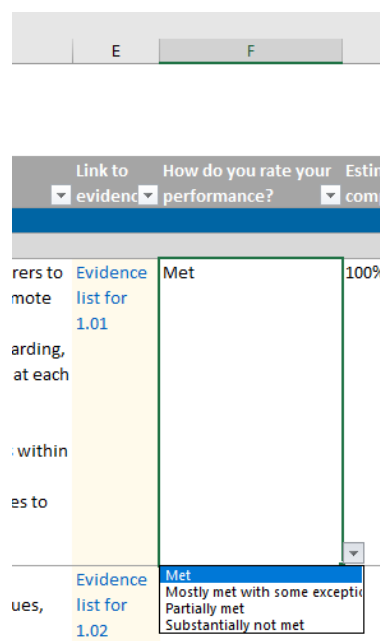 E F
Link to How do you rate your Estin
evidenc performance? com
rers to Evidence Met 100%
mote list for
1.01
arding,
at each
within
es to
Met
Evidence Mostly met with some exceptio
ues, list for Partially met
1.02 Substantially not met